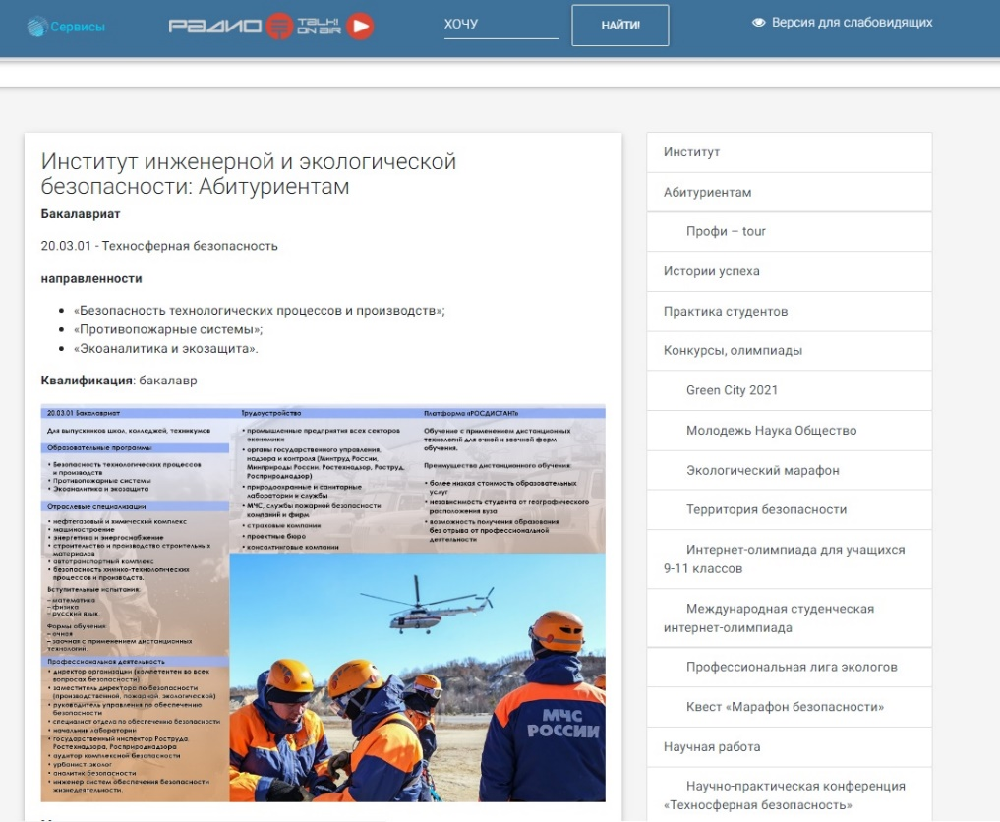 Сервисы
РАДИО TALK! ON AIR
ХОЧУ
НАЙТИ!
Версия для слабовидящих
Институт инженерной и экологической
безопасности: Абитуриентам
Бакалавриат
20.03.01 - Техносферная безопасность
направленности
«Безопасность технологических процессов и производств»;
«Противопожарные системы»;
«Экоаналитика и экозащита».
Квалификация: бакалавр
20.03.01 Бакалавриат
Для выпускников школ, колледжей, техникумов
Образовательные программы
• Безопасность технологических процессов
и производств
• Противопожарные системы
• Экоаналитика и экозащита
Отраслевые специализации
• нефтегазовый и химический комплекс
• машиностроение
• энергетика и энергоснабжение
• строительство и производство строительных
материалов
• автотранспортный комплекс
• безопасность химико-технологических
процессов и производств.
Вступительные испытания:
– математика
– физика
– русский язык
Формы обучения
– очная
– заочная с применением дистанционных
технологий.
Профессиональная деятельность
• директор организации (компетентен во всех
вопросах безопасности)
• заместитель директора по безопасности
(производственной, пожарной, экологической)
• руководитель управления по обеспечению
безопасности
• специалист отдела по обеспечению безопасности
• начальник лаборатории
• государственный инспектор Роструда,
Ростехнадзора, Росприроднадзора
• аудитор комплексной безопасности
• урбанист-эколог
• аналитик безопасности
• инженер систем обеспечения безопасности
жизнедеятельности.
Трудоустройство
• промышленные предприятия всех секторов
экономики
• органы государственного управления,
надзора и контроля (Минтруд России,
Минприроды России, Ростехнадзор, Роструд,
Росприроднадзор)
• природоохранные и санитарные
лаборатории и службы
• МЧС, службы пожарной безопасности
компаний и фирм
• страховые компании
• проектные бюро
• консалтинговые компании
Платформа «РОСДИСТАНТ»
Обучение с применением дистанционных
технологий для очной и заочной форм
обучения.
Преимущества дистанционного обучения:
• более низкая стоимость образовательных
услуг
• независимость студента от географического
расположения вуза
• возможность получения образования
без отрыва от профессиональной
деятельности
МЧС
РОССИИ
Институт
Абитуриентам
Профи – tour
Истории успеха
Практика студентов
Конкурсы, олимпиады
Green City 2021
Молодежь Наука Общество
Экологический марафон
Территория безопасности
Интернет-олимпиада для учащихся
9-11 классов
Международная студенческая
интернет-олимпиада
Профессиональная лига экологов
Квест «Марафон безопасности»
Научная работа
Научно-практическая конференция
«Техносферная безопасность»